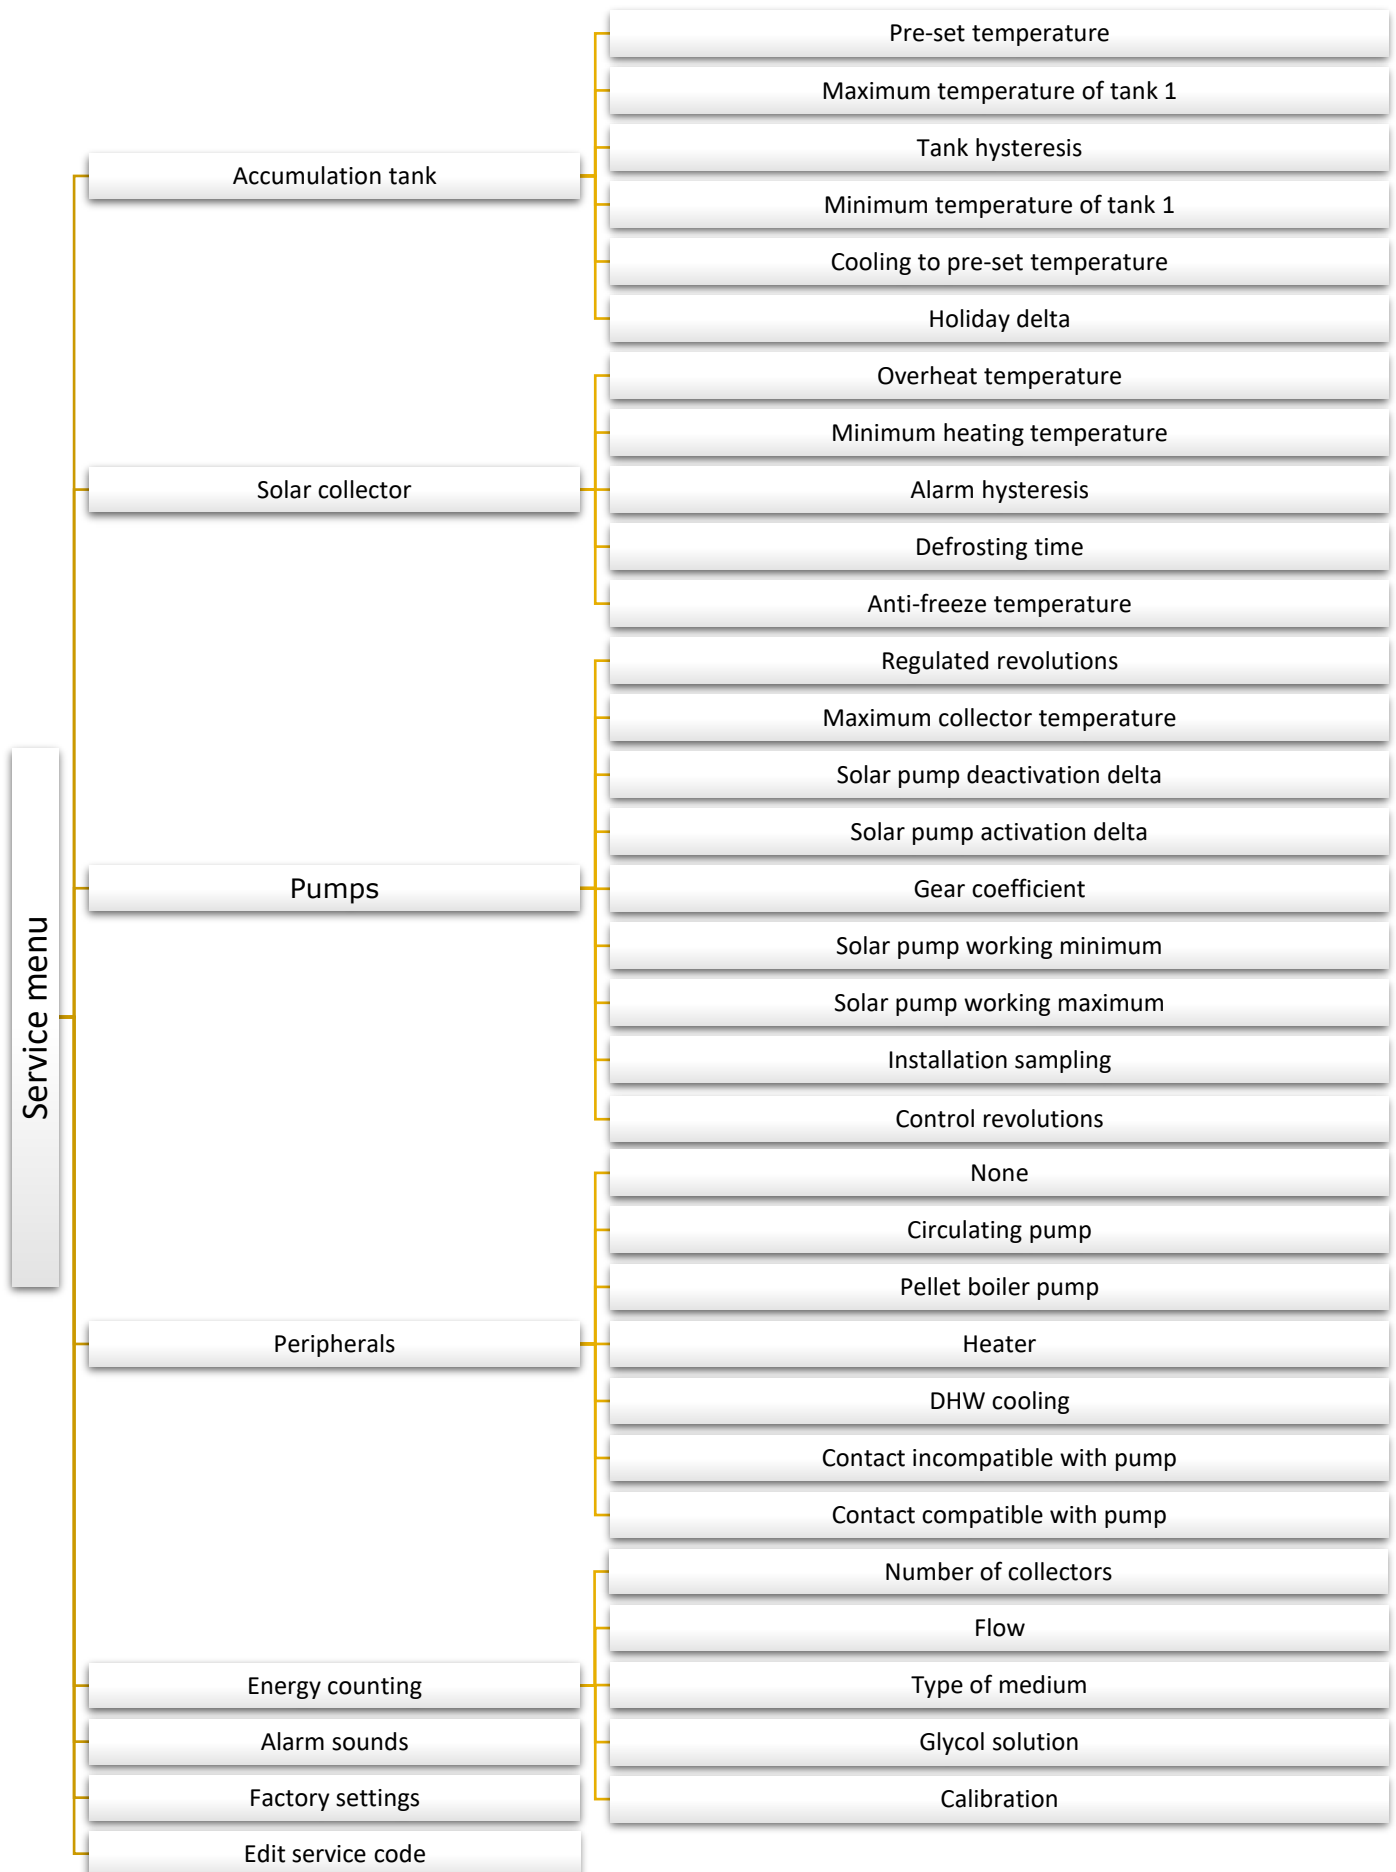 Service menu
Accumulation tank
Pre-set temperature
Maximum temperature of tank 1
Tank hysteresis
Minimum temperature of tank 1
Cooling to pre-set temperature
Holiday delta
Solar collector
Overheat temperature
Minimum heating temperature
Alarm hysteresis
Defrosting time
Anti-freeze temperature
Pumps
Regulated revolutions
Maximum collector temperature
Solar pump deactivation delta
Solar pump activation delta
Gear coefficient
Solar pump working minimum
Solar pump working maximum
Installation sampling
Control revolutions
Peripherals
None
Circulating pump
Pellet boiler pump
Heater
DHW cooling
Contact incompatible with pump
Contact compatible with pump
Energy counting
Number of collectors
Flow
Type of medium
Glycol solution
Calibration
Alarm sounds
Factory settings
Edit service code